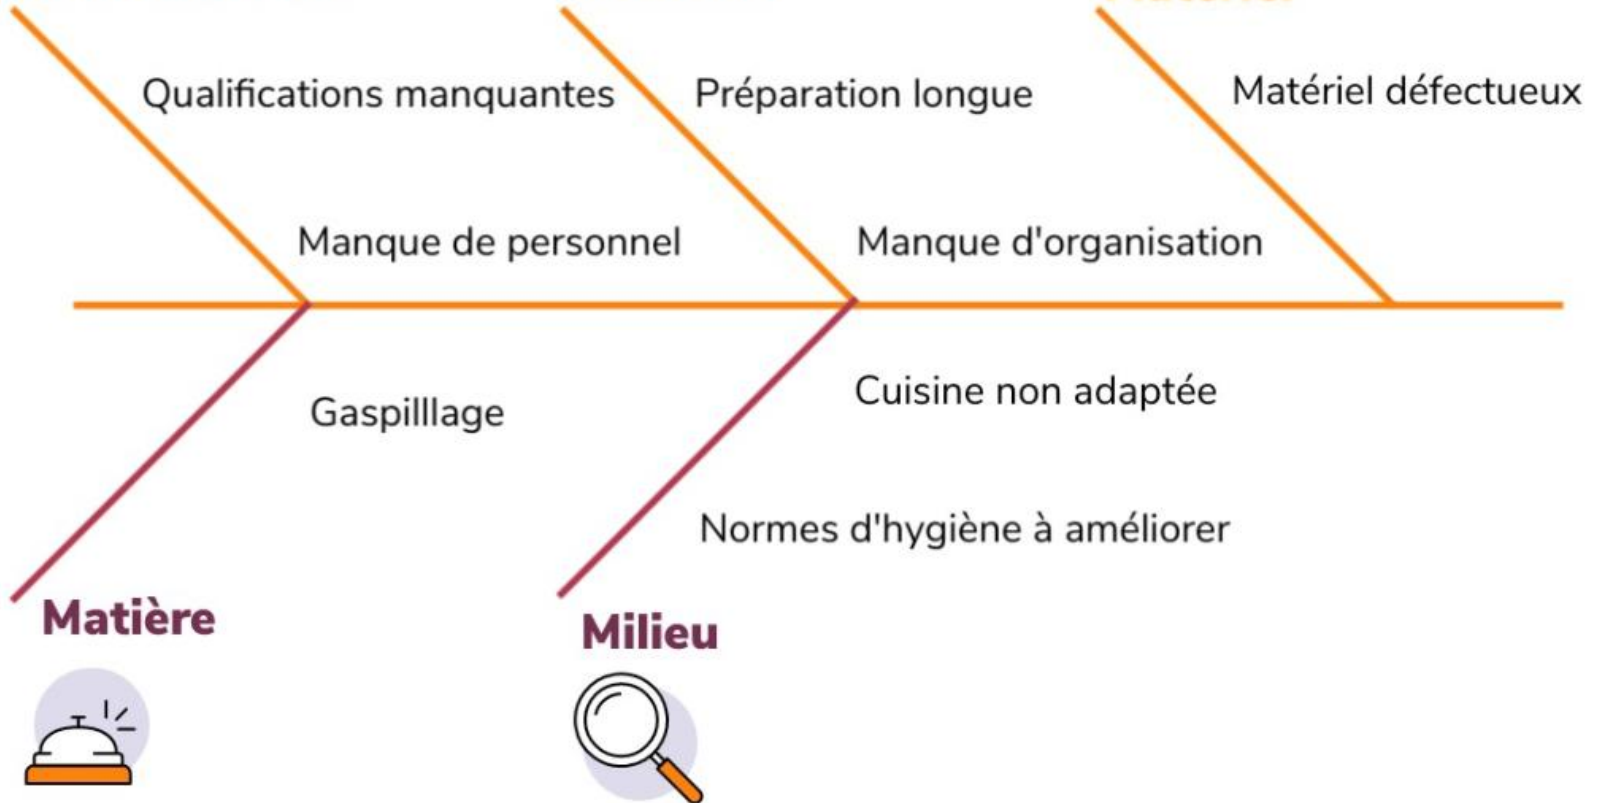 Qualifications manquantes
Préparation longue
Matériel défectueux
Manque de personnel
Manque d'organisation
Gaspilllage
Cuisine non adaptée
Normes d'hygiène à améliorer
Matière
Milieu